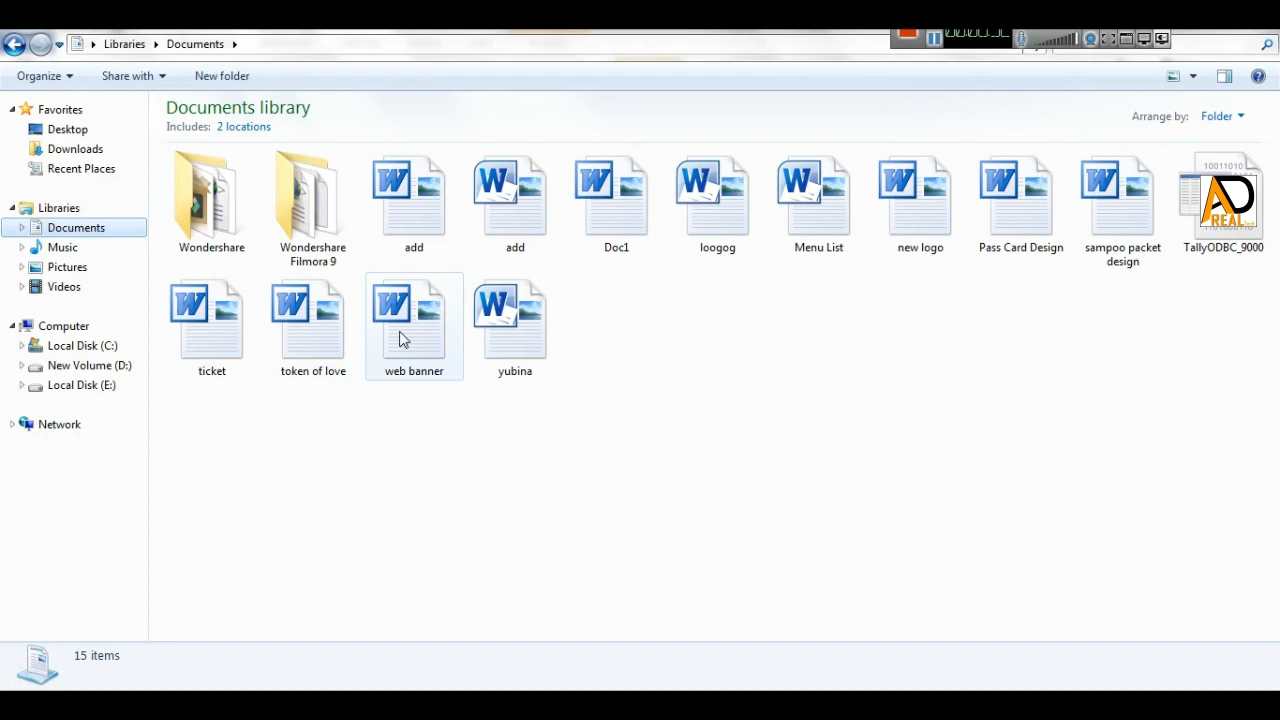 Libraries Documents
Organize Share with New folder
Favorites
Desktop
Downloads
Recent Places
Libraries
Documents
Music
Pictures
Videos
Computer
Local Disk (C:)
New Volume (D:)
Local Disk (E:)
Network
Documents library
Includes: 2 locations
Arrange by: Folder
Wondershare
Wondershare Filmora 9
add
add
Doc1
loogog
Menu List
new logo
Pass Card Design
sampoo packet design
TallyODBC_9000
ticket
token of love
web banner
yubina
AD
REAL
15 items